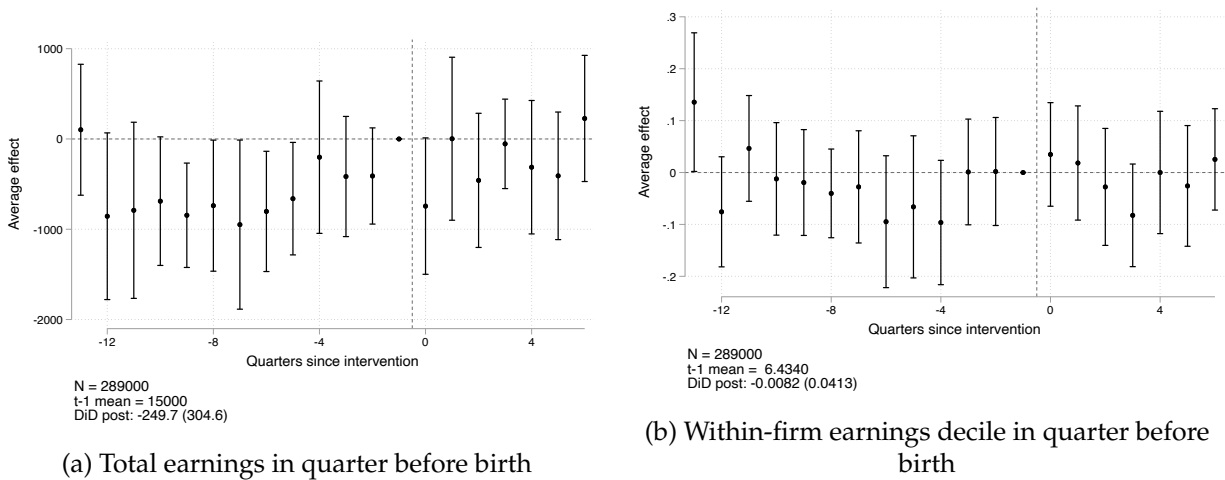 1000
0
-1000
-2000
Average effect
-12
-8
-4
0
4
Quarters since intervention
N = 289000
t-1 mean = 15000
DiD post: -249.7 (304.6)
(a) Total earnings in quarter before birth
.3
.2
.1
0
-.1
-.2
Average effect
-12
-8
-4
0
4
Quarters since intervention
N = 289000
t-1 mean = 6.4340
DiD post: -0.0082 (0.0413)
(b) Within-firm earnings decile in quarter before
birth